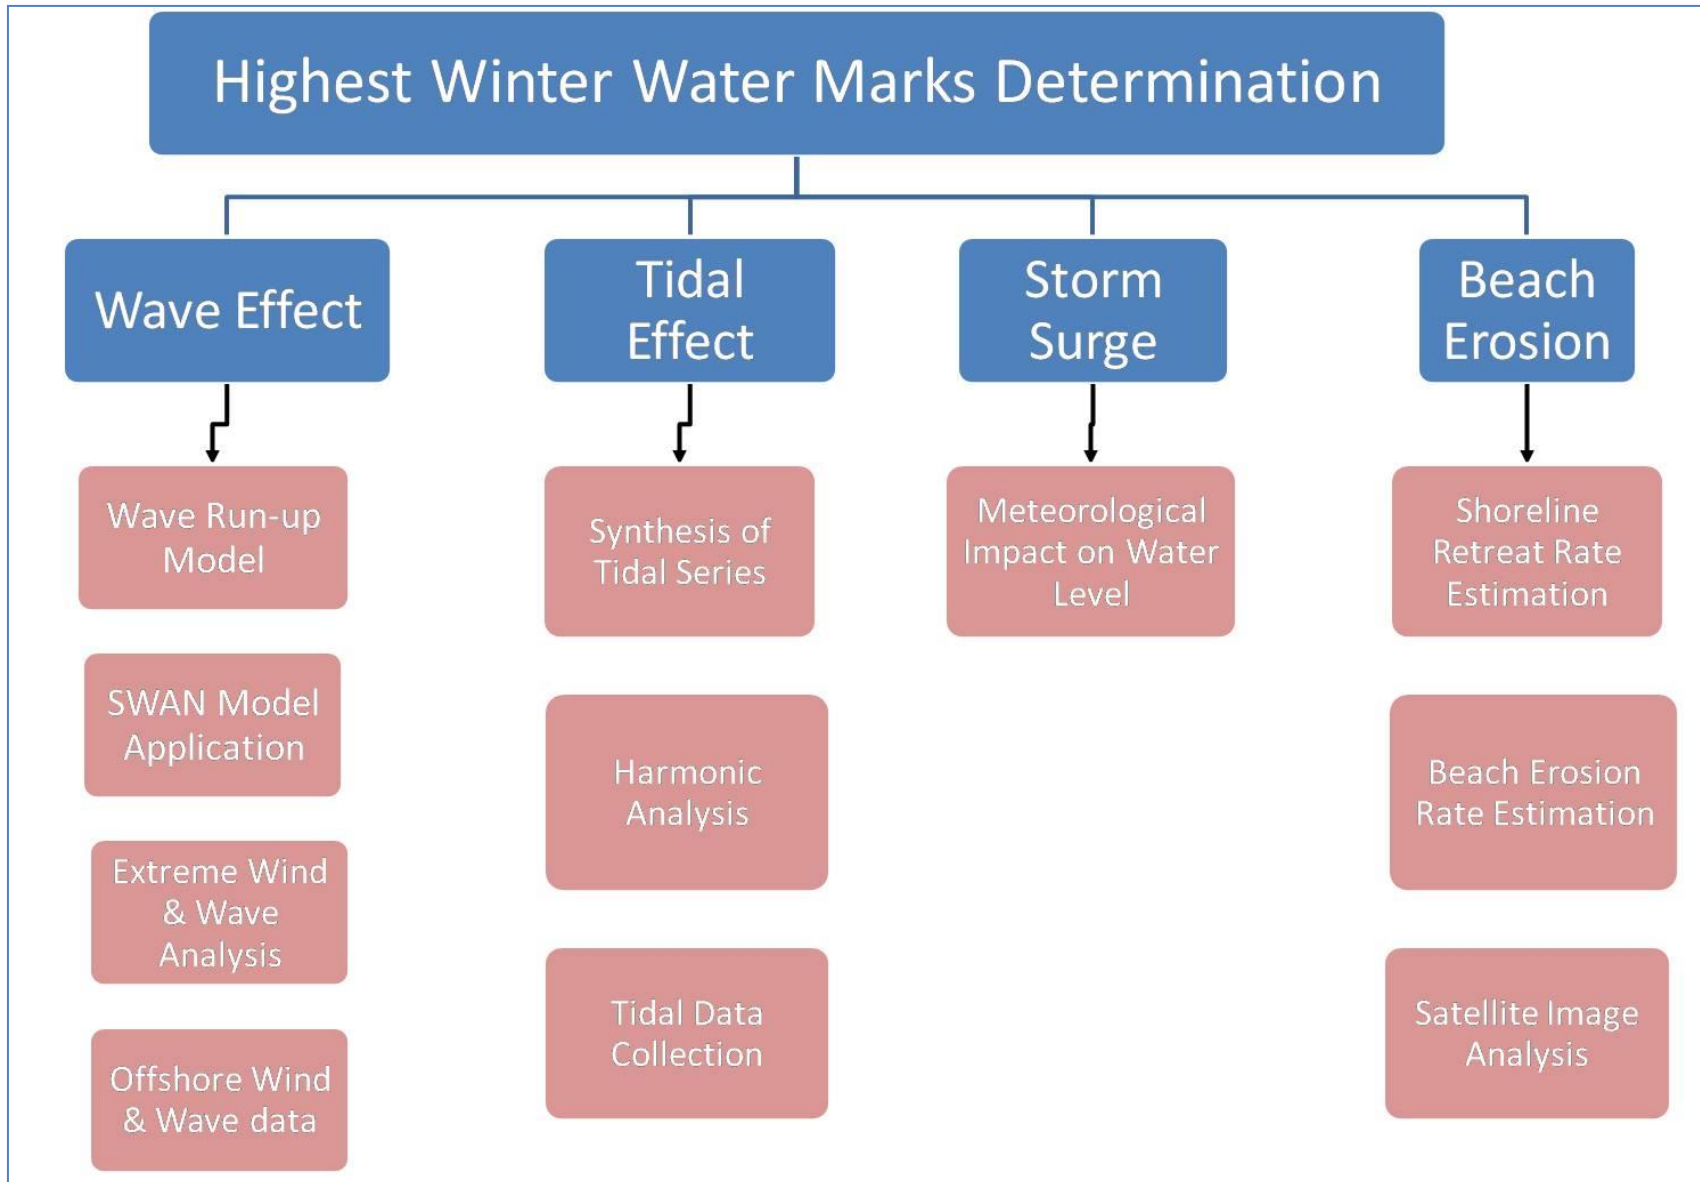 Highest Winter Water Marks Determination
Wave Effect
Tidal
Effect
Storm
Surge
Beach
Erosion
Wave Run-up
Model
SWAN Model
Application
Extreme Wind
& Wave
Analysis
Offshore Wind
& Wave data
Synthesis of
Tidal Series
Harmonic
Analysis
Tidal Data
Collection
Meteorological
Impact on Water
Level
Shoreline
Retreat Rate
Estimation
Beach Erosion
Rate Estimation
Satellite Image
Analysis